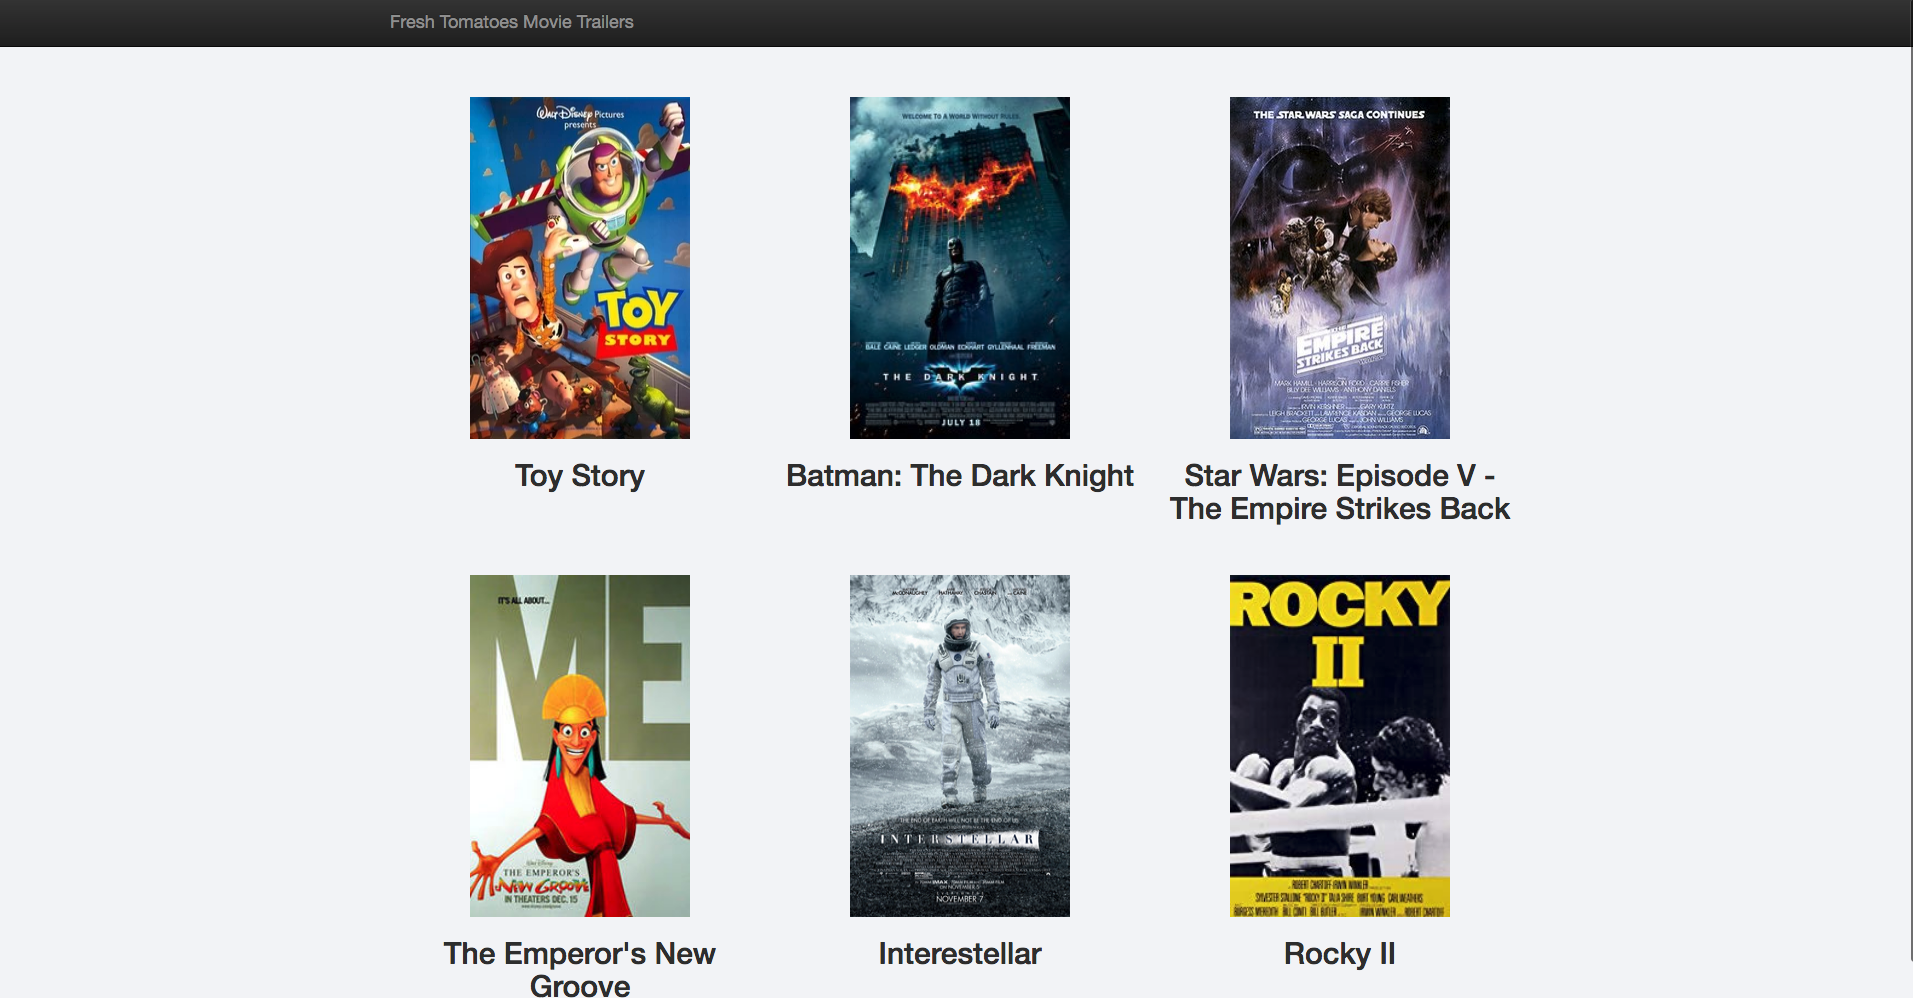 Fresh Tomatoes Movie Trailers
WALT DISNEY Pictures
presents
TOY
STORY
Toy Story
WELCOME TO A WORLD WITHOUT RULES.
BALE CAINE LEDGER OLDMAN ECKHART GYLLENHAAL FREEMAN
THE DARK KNIGHT
JULY 18
Batman: The Dark Knight
THE STAR WARS SAGA CONTINUES
THE
EMPIRE
STRIKES BACK
MARK HAMILL · HARRISON FORD · CARRIE FISHER
BILLY DEE WILLIAMS · ANTHONY DANIELS
IRVIN KERSHNER GARY KURTZ
LEIGH BRACKETT LAWRENCE KASDAN GEORGE LUCAS
GEORGE LUCAS JOHN WILLIAMS
Star Wars: Episode V -
The Empire Strikes Back
IT'S ALL ABOUT...
ME
Walt Disney
THE EMPEROR'S
NEW GROOVE
IN THEATERS DEC. 15
The Emperor's New
Groove
McCONAUGHEY HATHAWAY CHASTAIN CAINE
THE END OF EARTH WILL NOT BE THE END OF US
INTERSTELLAR
IMAX
ON NOVEMBER 5
NOVEMBER 7
Interestellar
ROCKY
II
ROBERT CHARTOFF-IRWIN WINKLER
SYLVESTER STALLONE "ROCKY II" TALIA SHIRE BURT YOUNG CARL WEATHERS
BURGESS MEREDITH BILL CONTI BILL BUTLER IRWIN WINKLER ROBERT CHARTOFF
Rocky II